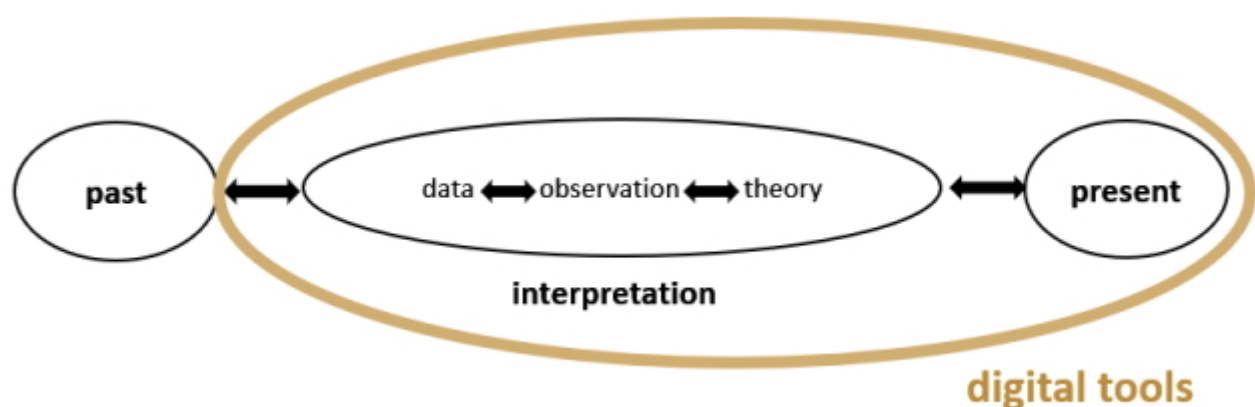 past
data observation theory
present
interpretation
digital tools